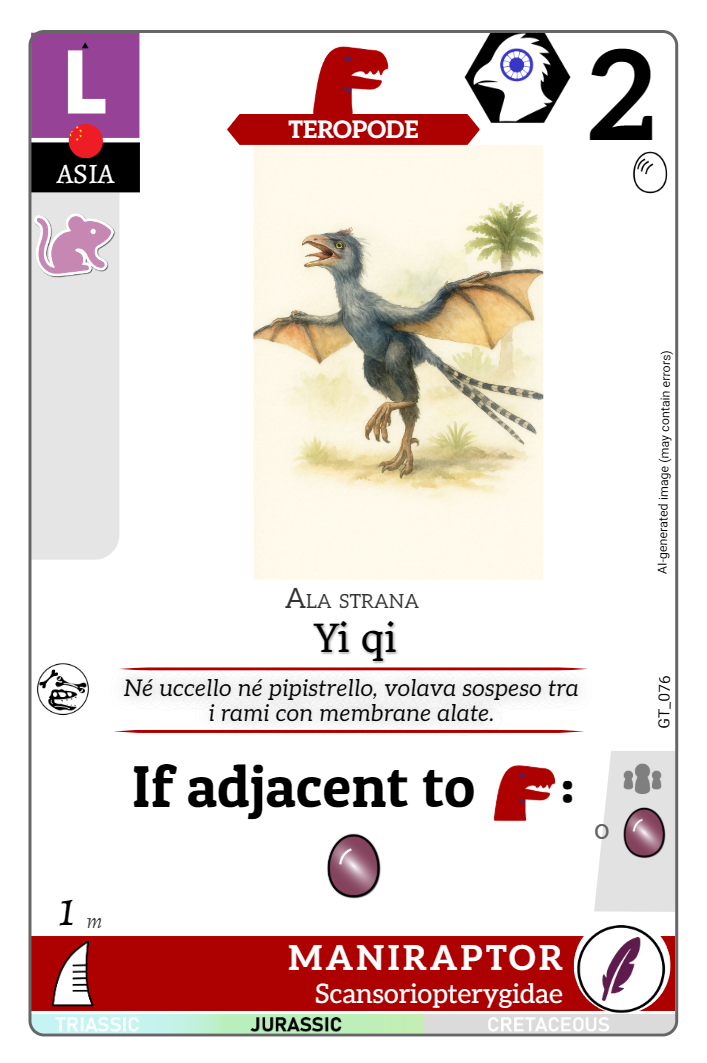 L
ASIA
TEROPODE
2
AI-generated image (may contain errors)
ALA STRANA
Yi qi
Né uccello né pipistrello, volava sospeso tra
i rami con membrane alate.
GT_076
If adjacent to :
o
1 m
MANIRAPTOR
Scansoriopterygidae
TRIASSIC JURASSIC CRETACEOUS